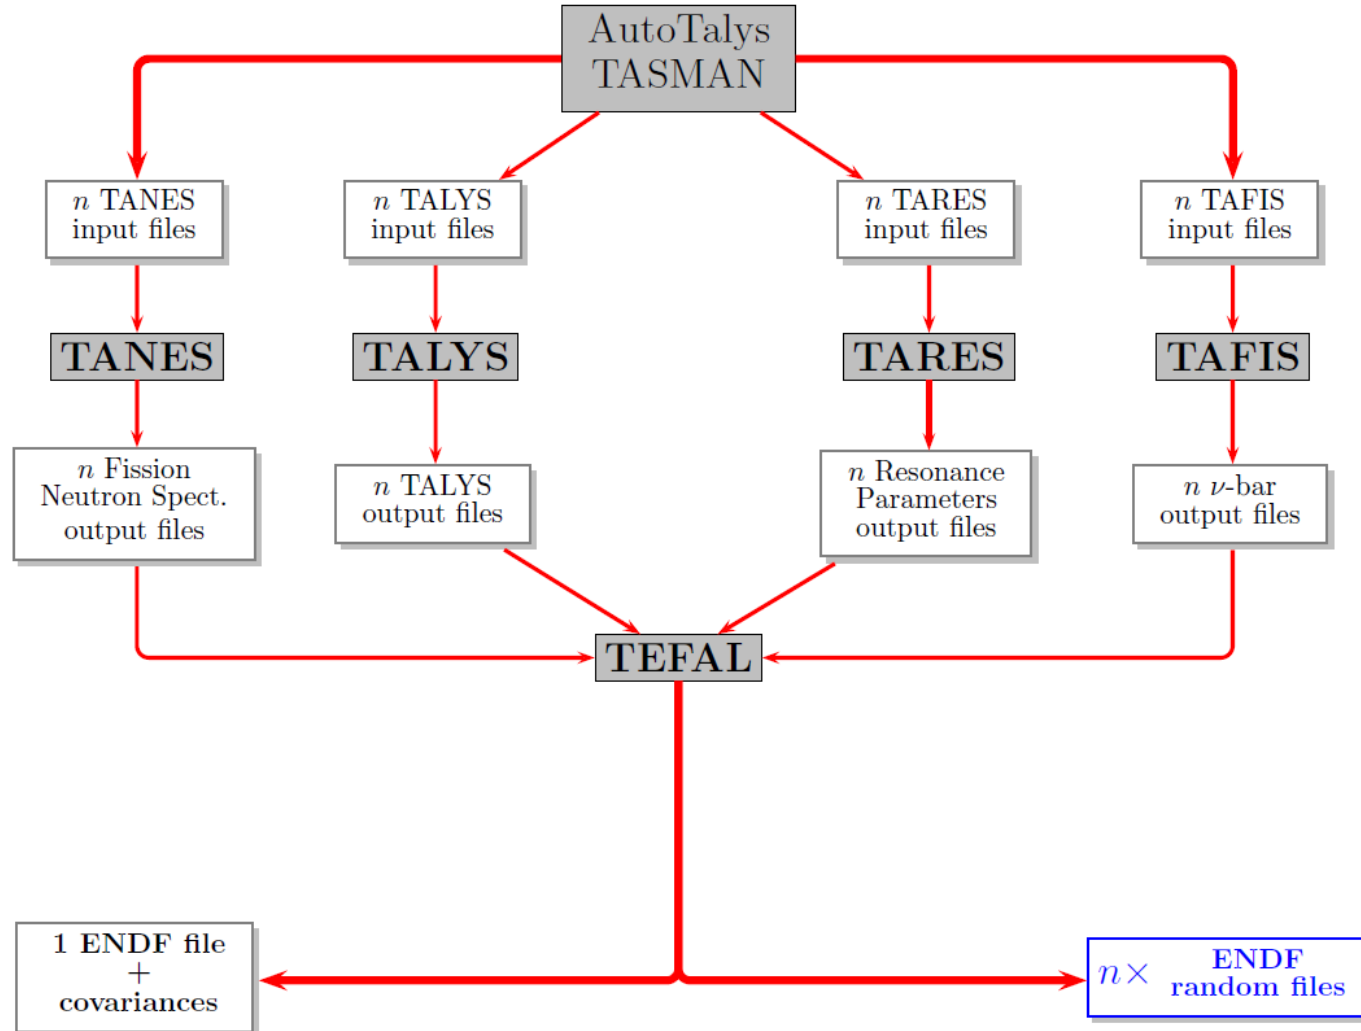 AutoTalys
TASMAN
n TANES
input files
n TALYS
input files
n TARES
input files
n TAFIS
input files
TANES
TALYS
TARES
TAFIS
n Fission
Neutron Spect.
output files
n TALYS
output files
n Resonance
Parameters
output files
n ν-bar
output files
TEFAL
1 ENDF file
+
covariances
n× ENDF
random files